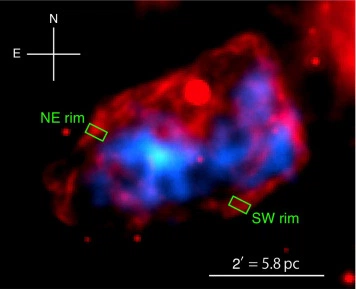 N
E
NE rim
SW rim
2′ = 5.8 pc